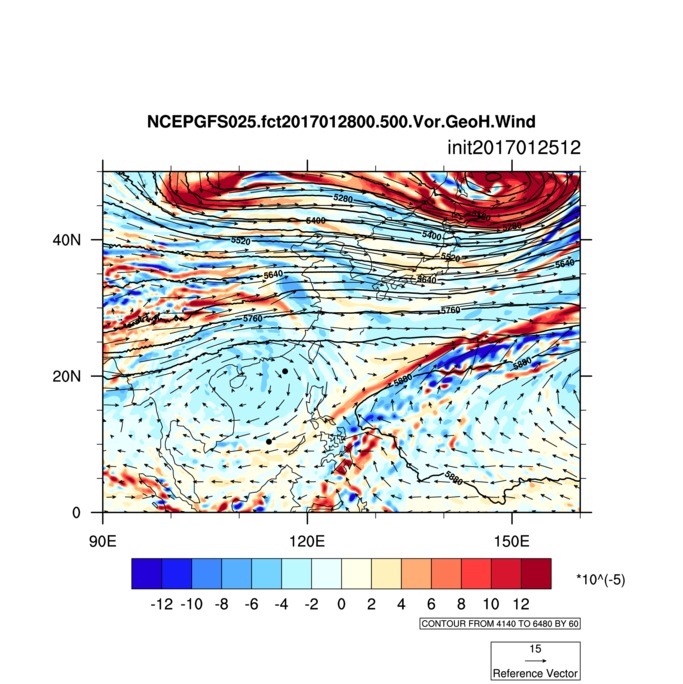 NCEPGFS025.fct2017012800.500.Vor.GeoH.Wind
init2017012512
5280
5400
5520
5400
5520
5640
5640
5640
5760
5760
5880
5880
5880
40N
20N
0
90E 120E 150E
-12 -10 -8 -6 -4 -2 0 2 4 6 8 10 12
*10^(-5)
CONTOUR FROM 4140 TO 6480 BY 60
15
Reference Vector